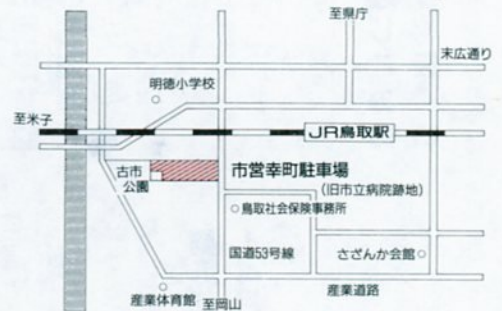 至県庁
末広通り
明徳小学校
至米子
JR鳥取駅
古市
公園
市営幸町駐車場
(旧市立病院跡地)
鳥取社会保険事務所
国道53号線
さざんか会館
産業体育館
至岡山
産業道路